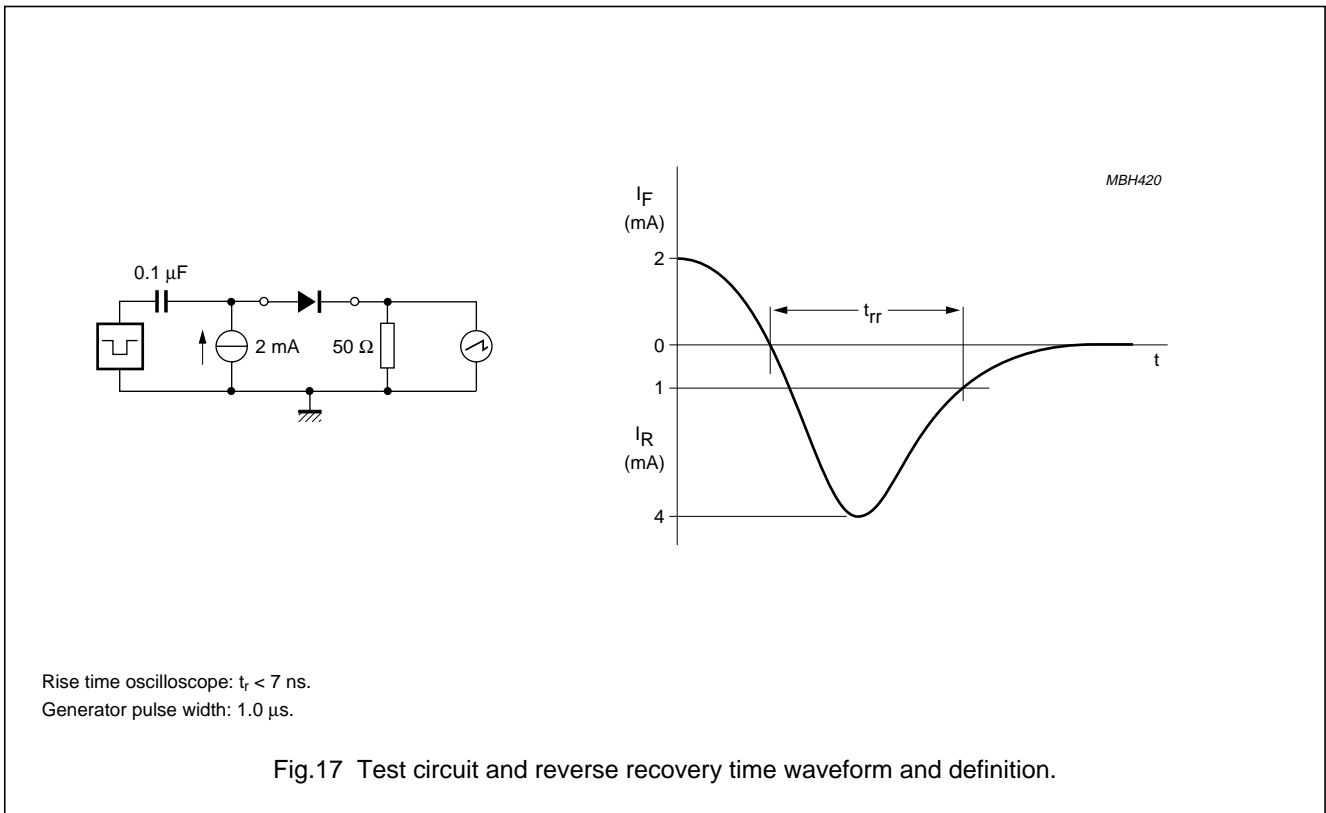 MBH420
0.1 μF
2 mA
50 Ω
I_F
(mA)
2
t_rr
0
t
1
I_R
(mA)
4
Rise time oscilloscope: t_r < 7 ns.
Generator pulse width: 1.0 μs.
Fig.17 Test circuit and reverse recovery time waveform and definition.